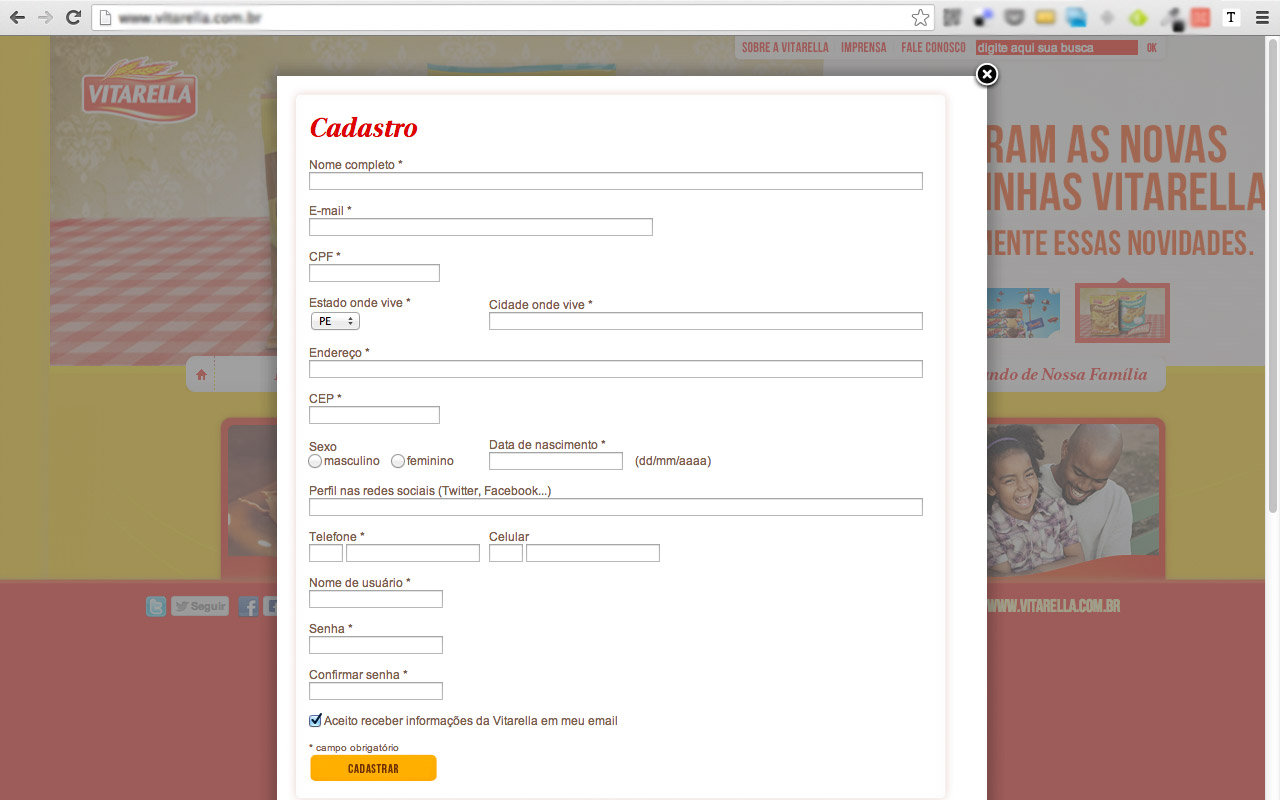 www.vitarella.com.br
T
SOBRE A VITARELLA IMPRENSA FALE CONOSCO digite aqui sua busca OK
VITARELLA
RAM AS NOVAS
INHAS VITARELLA
MENTE ESSAS NOVIDADES.
ndo de Nossa Família
Cadastro
Nome completo *
E-mail *
CPF *
Estado onde vive * Cidade onde vive *
PE
Endereço *
CEP *
Sexo Data de nascimento *
masculino feminino (dd/mm/aaaa)
Perfil nas redes sociais (Twitter, Facebook...)
Telefone * Celular
Nome de usuário *
Senha *
Confirmar senha *
Aceito receber informações da Vitarella em meu email
* campo obrigatório
CADASTRAR
Seguir
WWW.VITARELLA.COM.BR